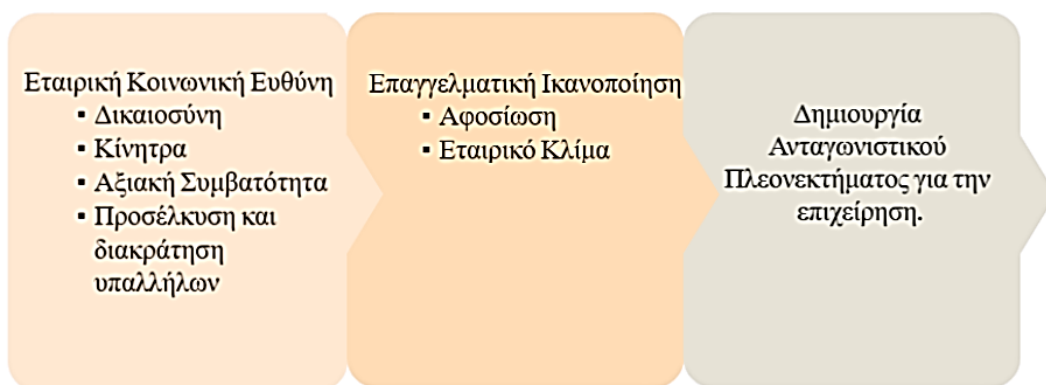 Εταιρική Κοινωνική Ευθύνη
▪ Δικαιοσύνη
▪ Κίνητρα
▪ Αξιακή Συμβατότητα
▪ Προσέλκυση και
διακράτηση
υπαλλήλων
Επαγγελματική Ικανοποίηση
▪ Αφοσίωση
▪ Εταιρικό Κλίμα
Δημιουργία
Ανταγωνιστικού
Πλεονεκτήματος για την
επιχείρηση.